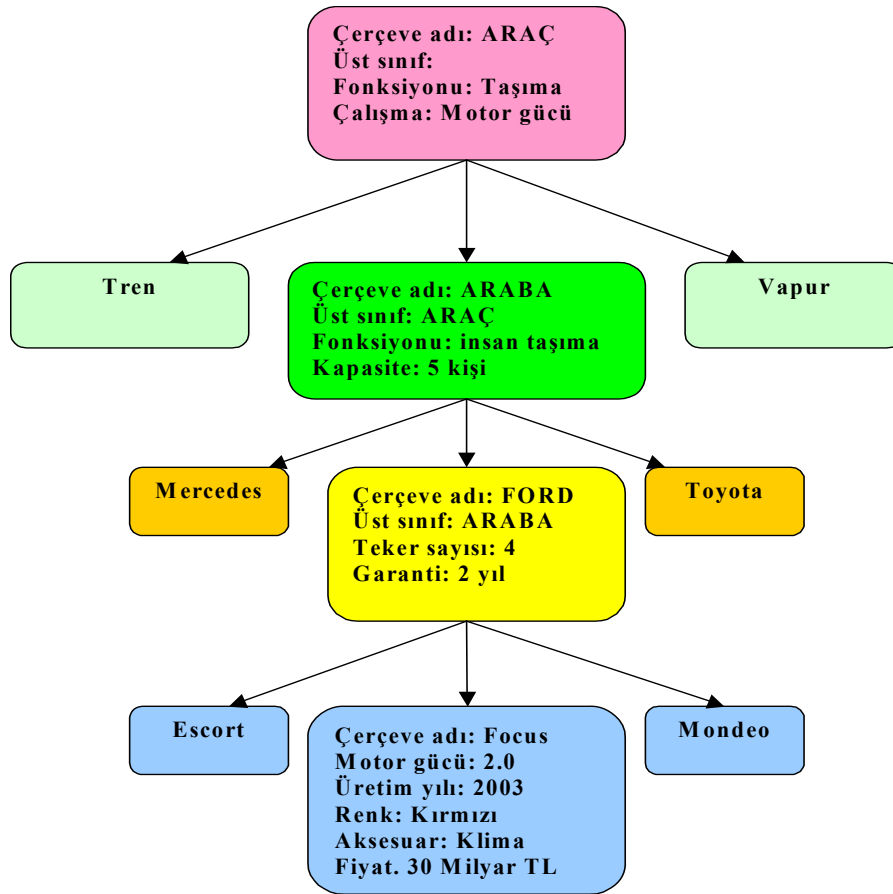 Çerçeve adı: ARAÇ
Üst sınıf:
Fonksiyonu: Taşıma
Çalışma: Motor gücü
Tren
Çerçeve adı: ARABA
Üst sınıf: ARAÇ
Fonksiyonu: insan taşıma
Kapasite: 5 kişi
Vapur
Mercedes
Çerçeve adı: FORD
Üst sınıf: ARABA
Teker sayısı: 4
Garanti: 2 yıl
Toyota
Escort
Çerçeve adı: Focus
Motor gücü: 2.0
Üretim yılı: 2003
Renk: Kırmızı
Aksesuar: Klima
Fiyat. 30 Milyar TL
Mondeo